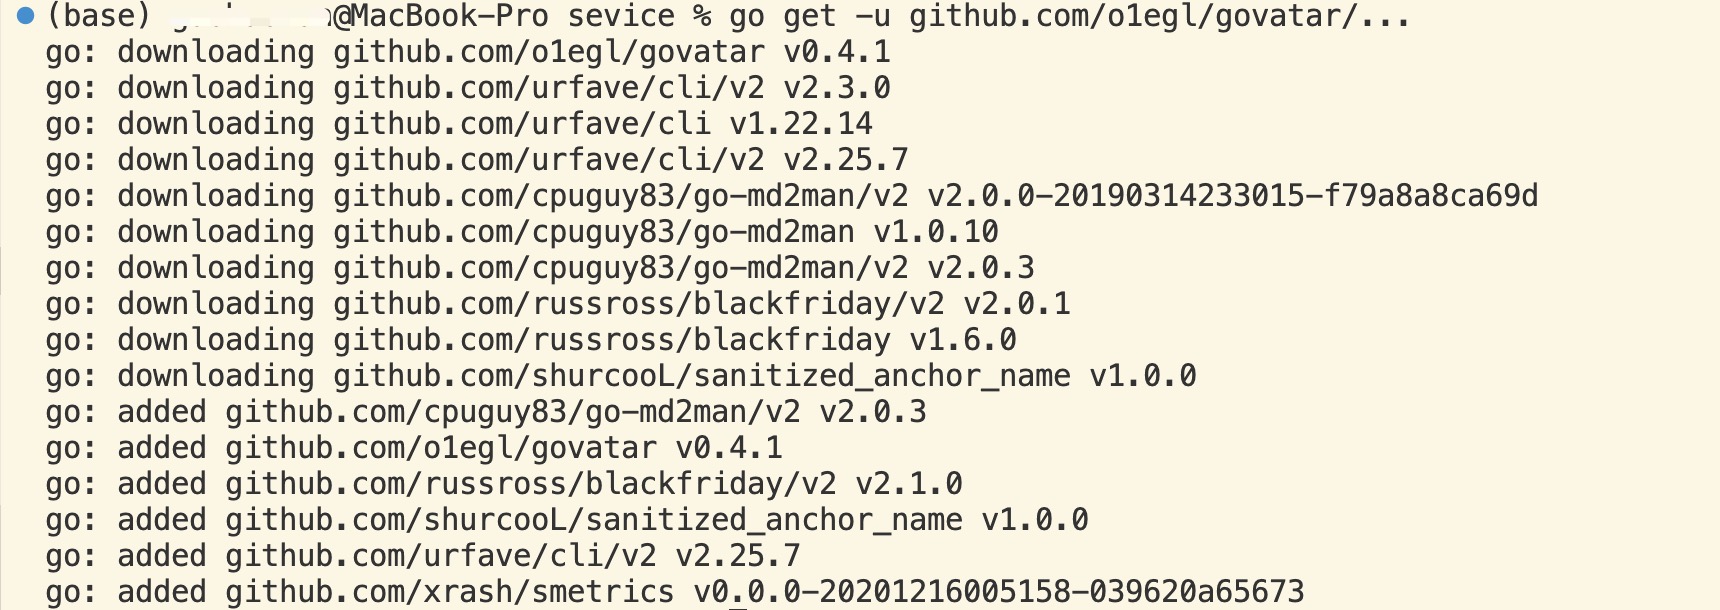 (base) @MacBook-Pro sevice % go get -u github.com/o1egl/govatar/...
go: downloading github.com/o1egl/govatar v0.4.1
go: downloading github.com/urfave/cli/v2 v2.3.0
go: downloading github.com/urfave/cli v1.22.14
go: downloading github.com/urfave/cli/v2 v2.25.7
go: downloading github.com/cpuguy83/go-md2man/v2 v2.0.0-20190314233015-f79a8a8ca69d
go: downloading github.com/cpuguy83/go-md2man v1.0.10
go: downloading github.com/cpuguy83/go-md2man/v2 v2.0.3
go: downloading github.com/russross/blackfriday/v2 v2.0.1
go: downloading github.com/russross/blackfriday v1.6.0
go: downloading github.com/shurcooL/sanitized_anchor_name v1.0.0
go: added github.com/cpuguy83/go-md2man/v2 v2.0.3
go: added github.com/o1egl/govatar v0.4.1
go: added github.com/russross/blackfriday/v2 v2.1.0
go: added github.com/shurcooL/sanitized_anchor_name v1.0.0
go: added github.com/urfave/cli/v2 v2.25.7
go: added github.com/xrash/smetrics v0.0.0-20201216005158-039620a65673